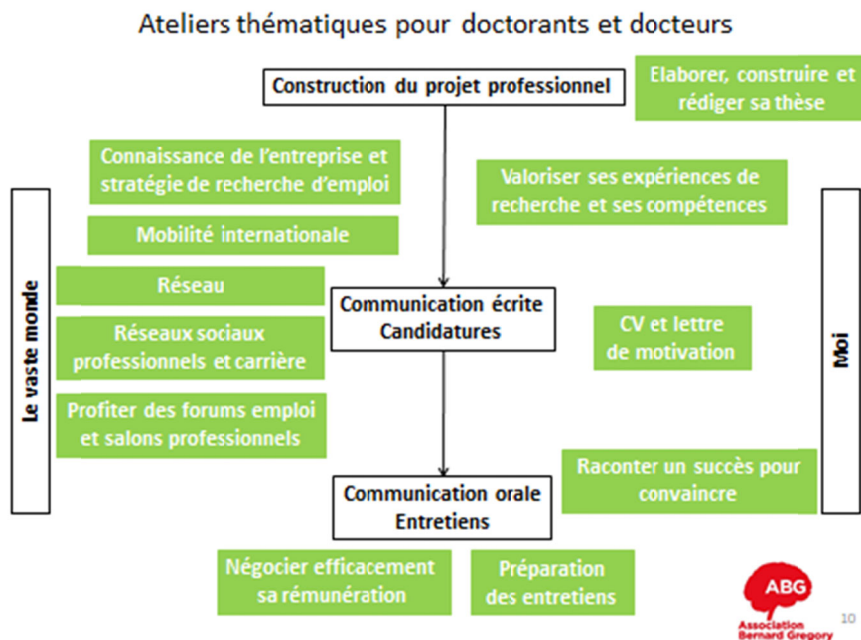 Ateliers thématiques pour doctorants et docteurs
Construction du projet professionnel
Elaborer, construire et
rédiger sa thèse
Connaissance de l'entreprise et
stratégie de recherche d'emploi
Valoriser ses expériences de
recherche et ses compétences
Mobilité internationale
Le vaste monde
Réseau
Communication écrite
Candidatures
Réseaux sociaux
professionnels et carrière
CV et lettre
de motivation
Moi
Profiter des forums emploi
et salons professionnels
Raconter un succès pour
convaincre
Communication orale
Entretiens
Négocier efficacement
sa rémunération
Préparation
des entretiens
ABG
Association
Bernard Gregory
10